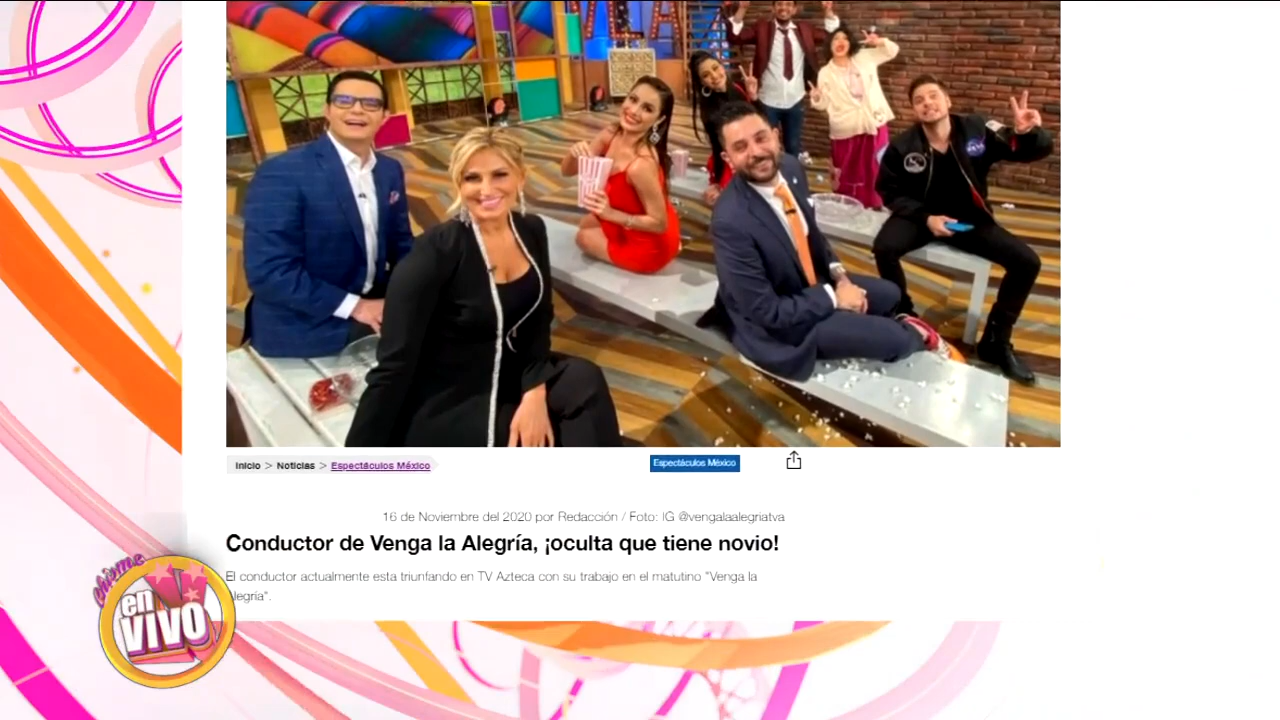 NASA
Inicio > Noticias > Espectáculos México
Espectáculos México
16 de Noviembre del 2020 por Redacción / Foto: IG @vengalaalegriatva
Conductor de Venga la Alegría, ¡oculta que tiene novio!
El conductor actualmente esta triunfando en TV Azteca con su trabajo en el matutino "Venga la
Alegría".
chisme
en
VIVO